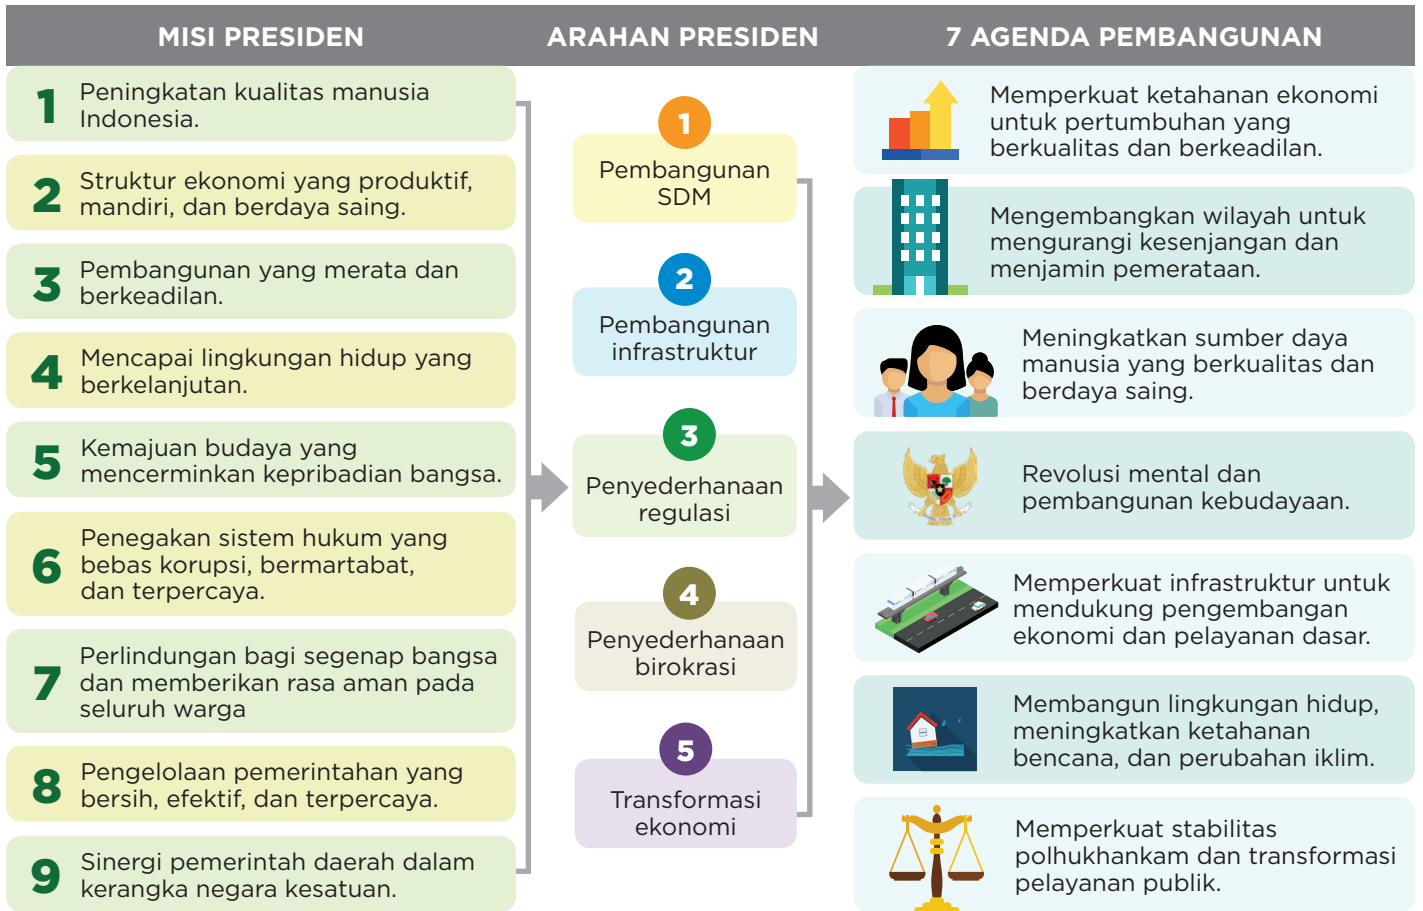 MISI PRESIDEN
1
Peningkatan kualitas manusia
Indonesia.
2
Struktur ekonomi yang produktif,
mandiri, dan berdaya saing.
3
Pembangunan yang merata dan
berkeadilan.
4
Mencapai lingkungan hidup yang
berkelanjutan.
5
Kemajuan budaya yang
mencerminkan kepribadian bangsa.
6
Penegakan sistem hukum yang
bebas korupsi, bermartabat,
dan terpercaya.
7
Perlindungan bagi segenap bangsa
dan memberikan rasa aman pada
seluruh warga
8
Pengelolaan pemerintahan yang
bersih, efektif, dan terpercaya.
9
Sinergi pemerintah daerah dalam
kerangka negara kesatuan.
ARAHAN PRESIDEN
1
Pembangunan
SDM
2
Pembangunan
infrastruktur
3
Penyederhanaan
regulasi
4
Penyederhanaan
birokrasi
5
Transformasi
ekonomi
7 AGENDA PEMBANGUNAN
Memperkuat ketahanan ekonomi
untuk pertumbuhan yang
berkualitas dan berkeadilan.
Mengembangkan wilayah untuk
mengurangi kesenjangan dan
menjamin pemerataan.
Meningkatkan sumber daya
manusia yang berkualitas dan
berdaya saing.
Revolusi mental dan
pembangunan kebudayaan.
Memperkuat infrastruktur untuk
mendukung pengembangan
ekonomi dan pelayanan dasar.
Membangun lingkungan hidup,
meningkatkan ketahanan
bencana, dan perubahan iklim.
Memperkuat stabilitas
polhukhankam dan transformasi
pelayanan publik.